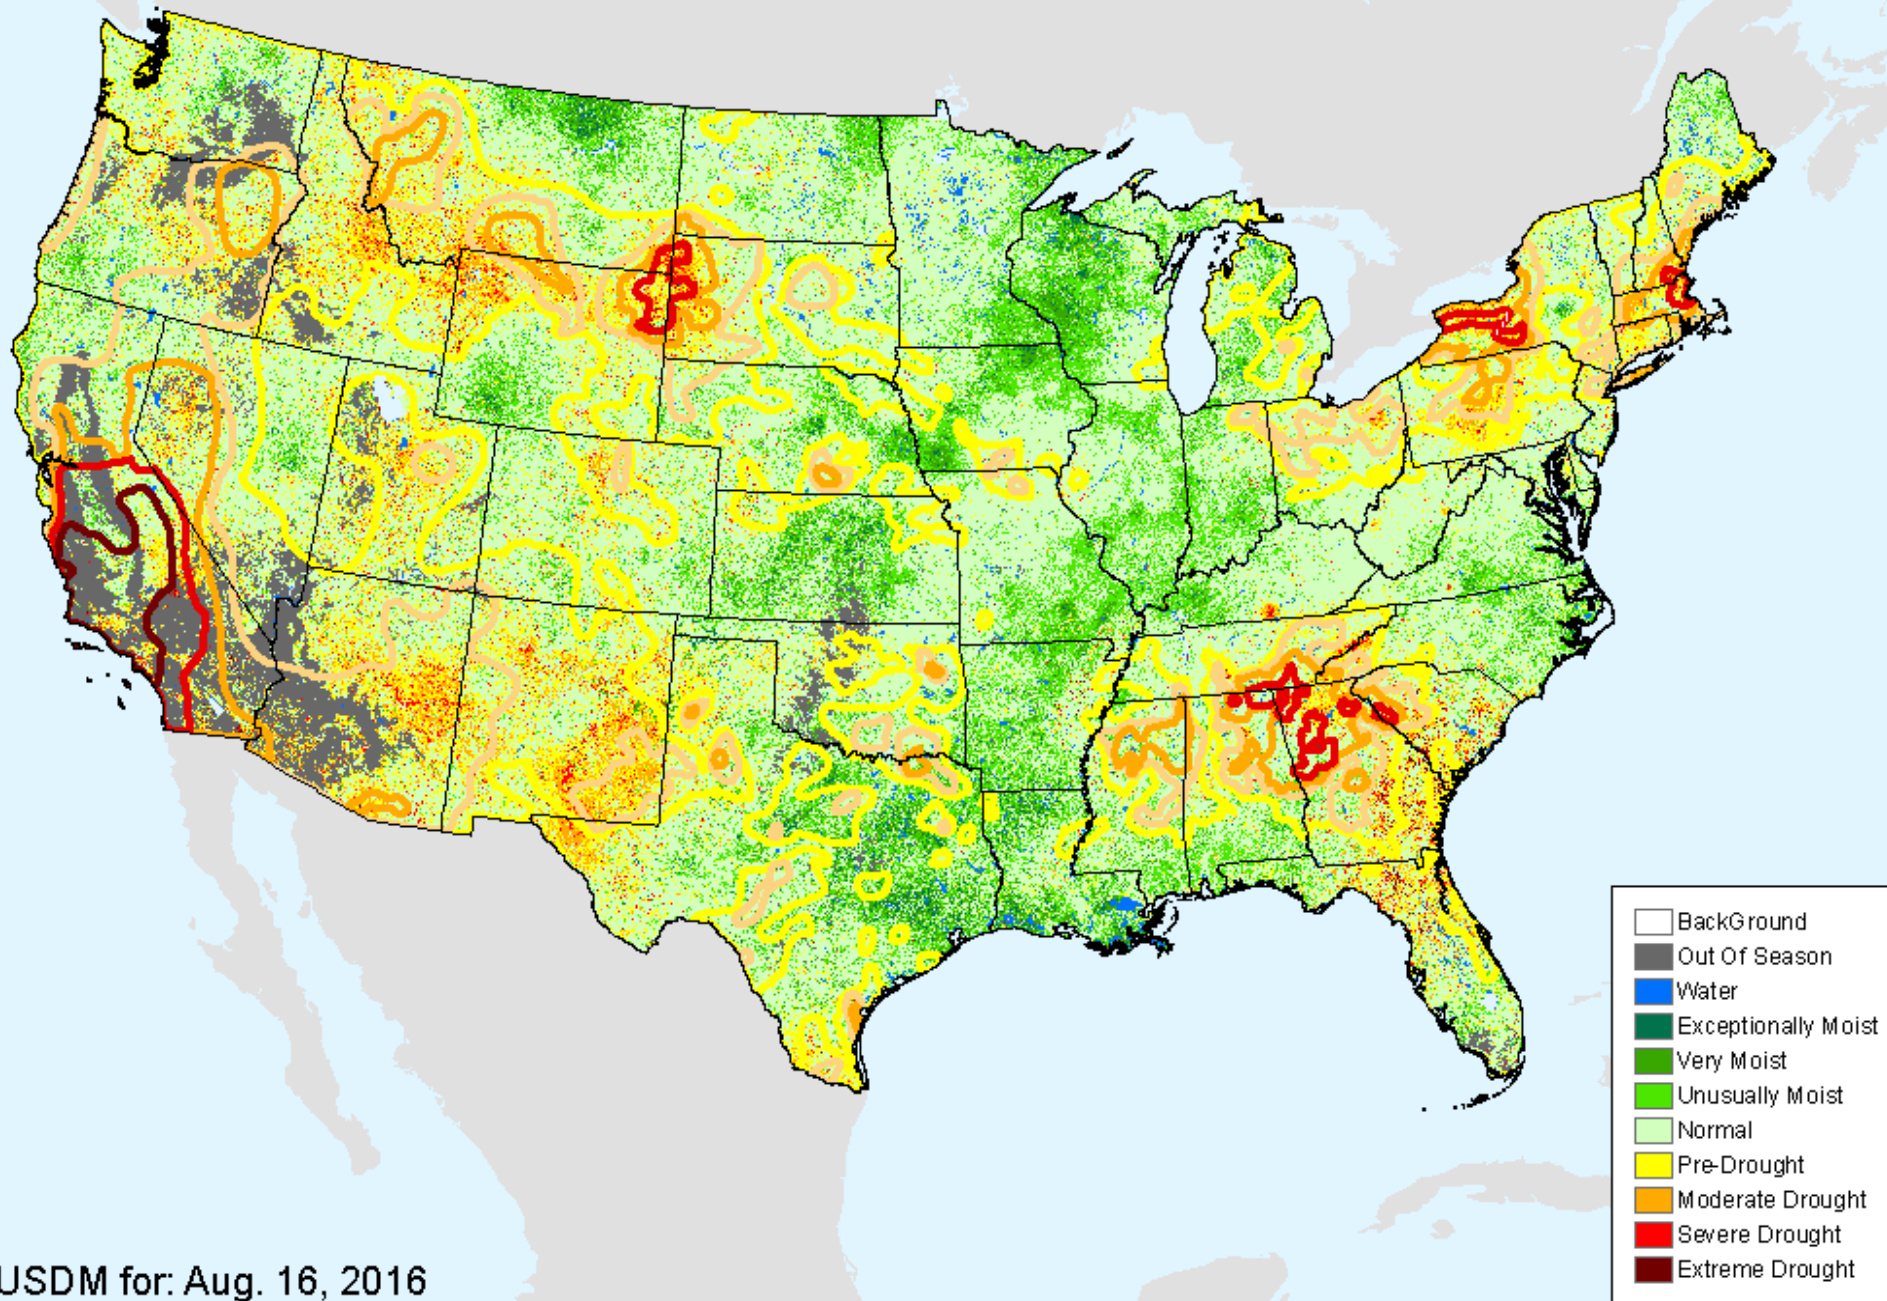 BackGround
Out Of Season
Water
Exceptionally Moist
Very Moist
Unusually Moist
Normal
Pre-Drought
Moderate Drought
Severe Drought
Extreme Drought
USDM for: Aug. 16, 2016